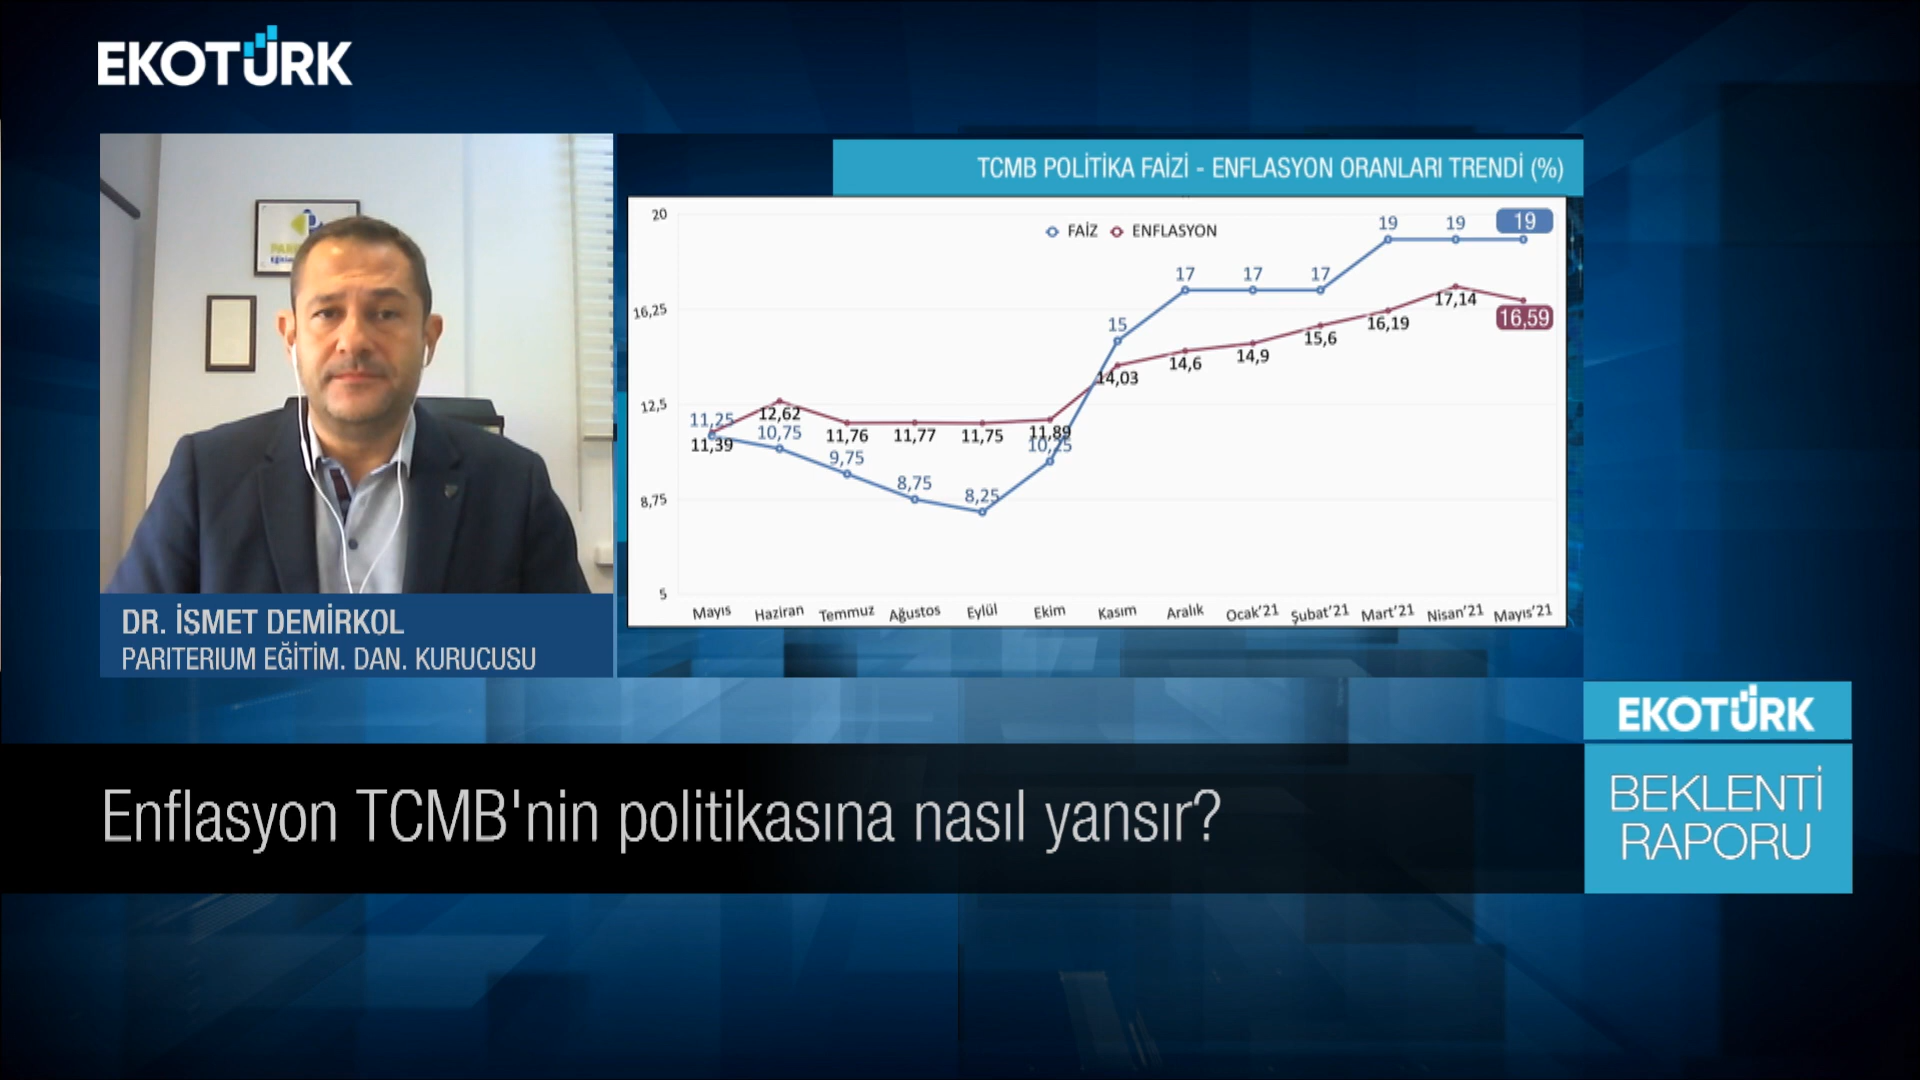 EKOTÜRK
TCMB POLİTİKA FAİZİ - ENFLASYON ORANLARI TRENDİ (%)
FAİZ ENFLASYON
20
16,25
12,5
8,75
5
11,25 10,75 9,75 8,75 8,25 10,25 15 17 17 17 19 19 19
11,39 12,62 11,76 11,77 11,75 11,89 14,03 14,6 14,9 15,6 16,19 17,14 16,59
Mayıs Haziran Temmuz Ağustos Eylül Ekim Kasım Aralık Ocak'21 Şubat'21 Mart'21 Nisan'21 Mayıs'21
DR. İSMET DEMİRKOL
PARITERIUM EĞİTİM. DAN. KURUCUSU
EKOTÜRK
Enflasyon TCMB'nin politikasına nasıl yansır?
BEKLENTİ
RAPORU